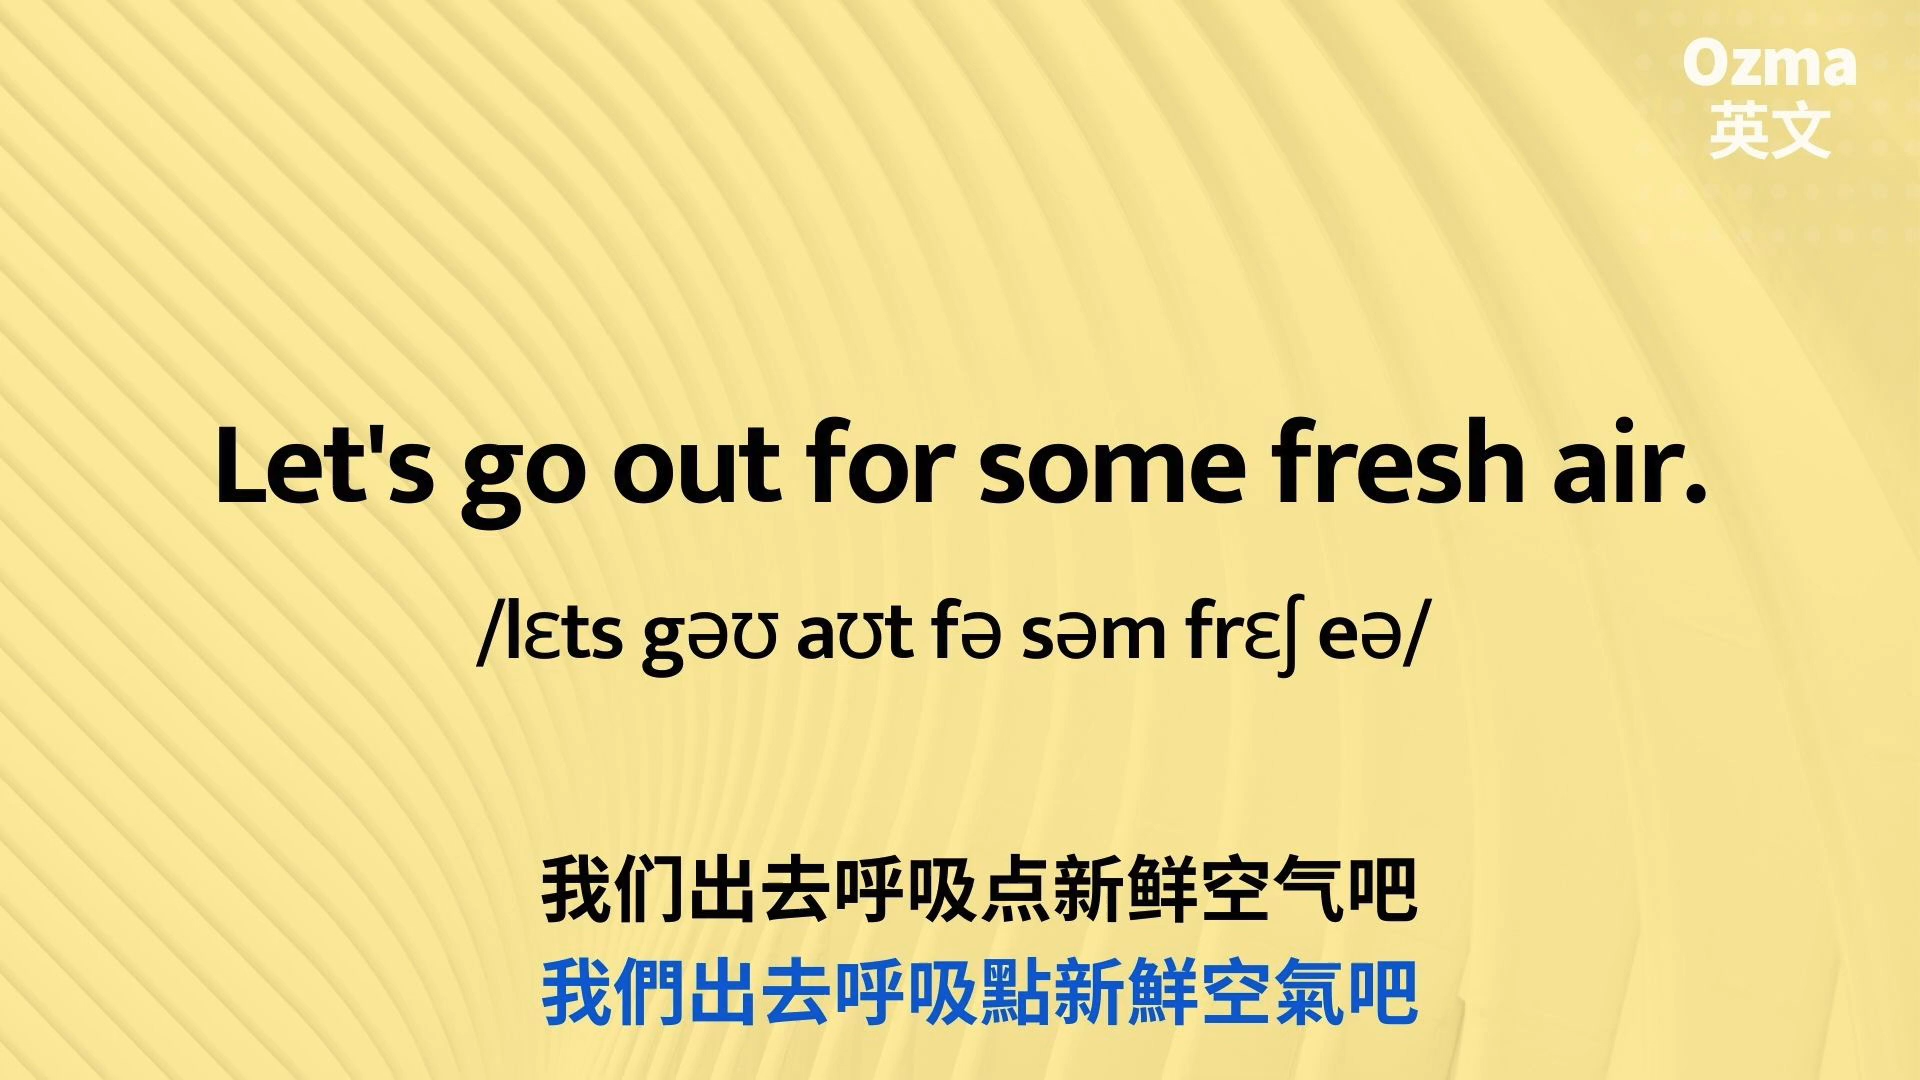 Ozma
英文
Let's go out for some fresh air.
/lɛts gəʊ aʊt fə səm frɛʃ eə/
我们出去呼吸点新鲜空气吧
我們出去呼吸點新鮮空氣吧